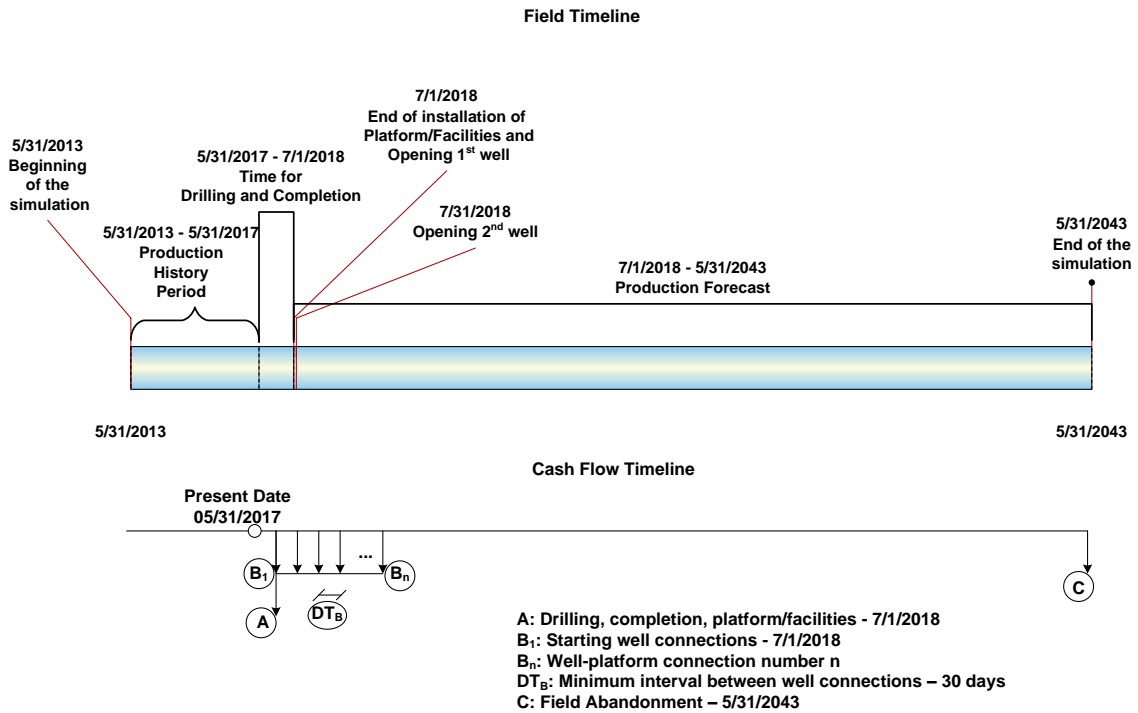 Field Timeline
7/1/2018
End of installation of
Platform/Facilities and
Opening 1st well
5/31/2013
Beginning
of the
simulation
5/31/2017 - 7/1/2018
Time for
Drilling and Completion
7/31/2018
Opening 2nd well
5/31/2043
End of the
simulation
5/31/2013 - 5/31/2017
Production
History
Period
7/1/2018 - 5/31/2043
Production Forecast
5/31/2013
5/31/2043
Cash Flow Timeline
Present Date
05/31/2017
...
B1
Bn
C
DTB
A
A: Drilling, completion, platform/facilities - 7/1/2018
B1: Starting well connections - 7/1/2018
Bn: Well-platform connection number n
DTB: Minimum interval between well connections – 30 days
C: Field Abandonment – 5/31/2043